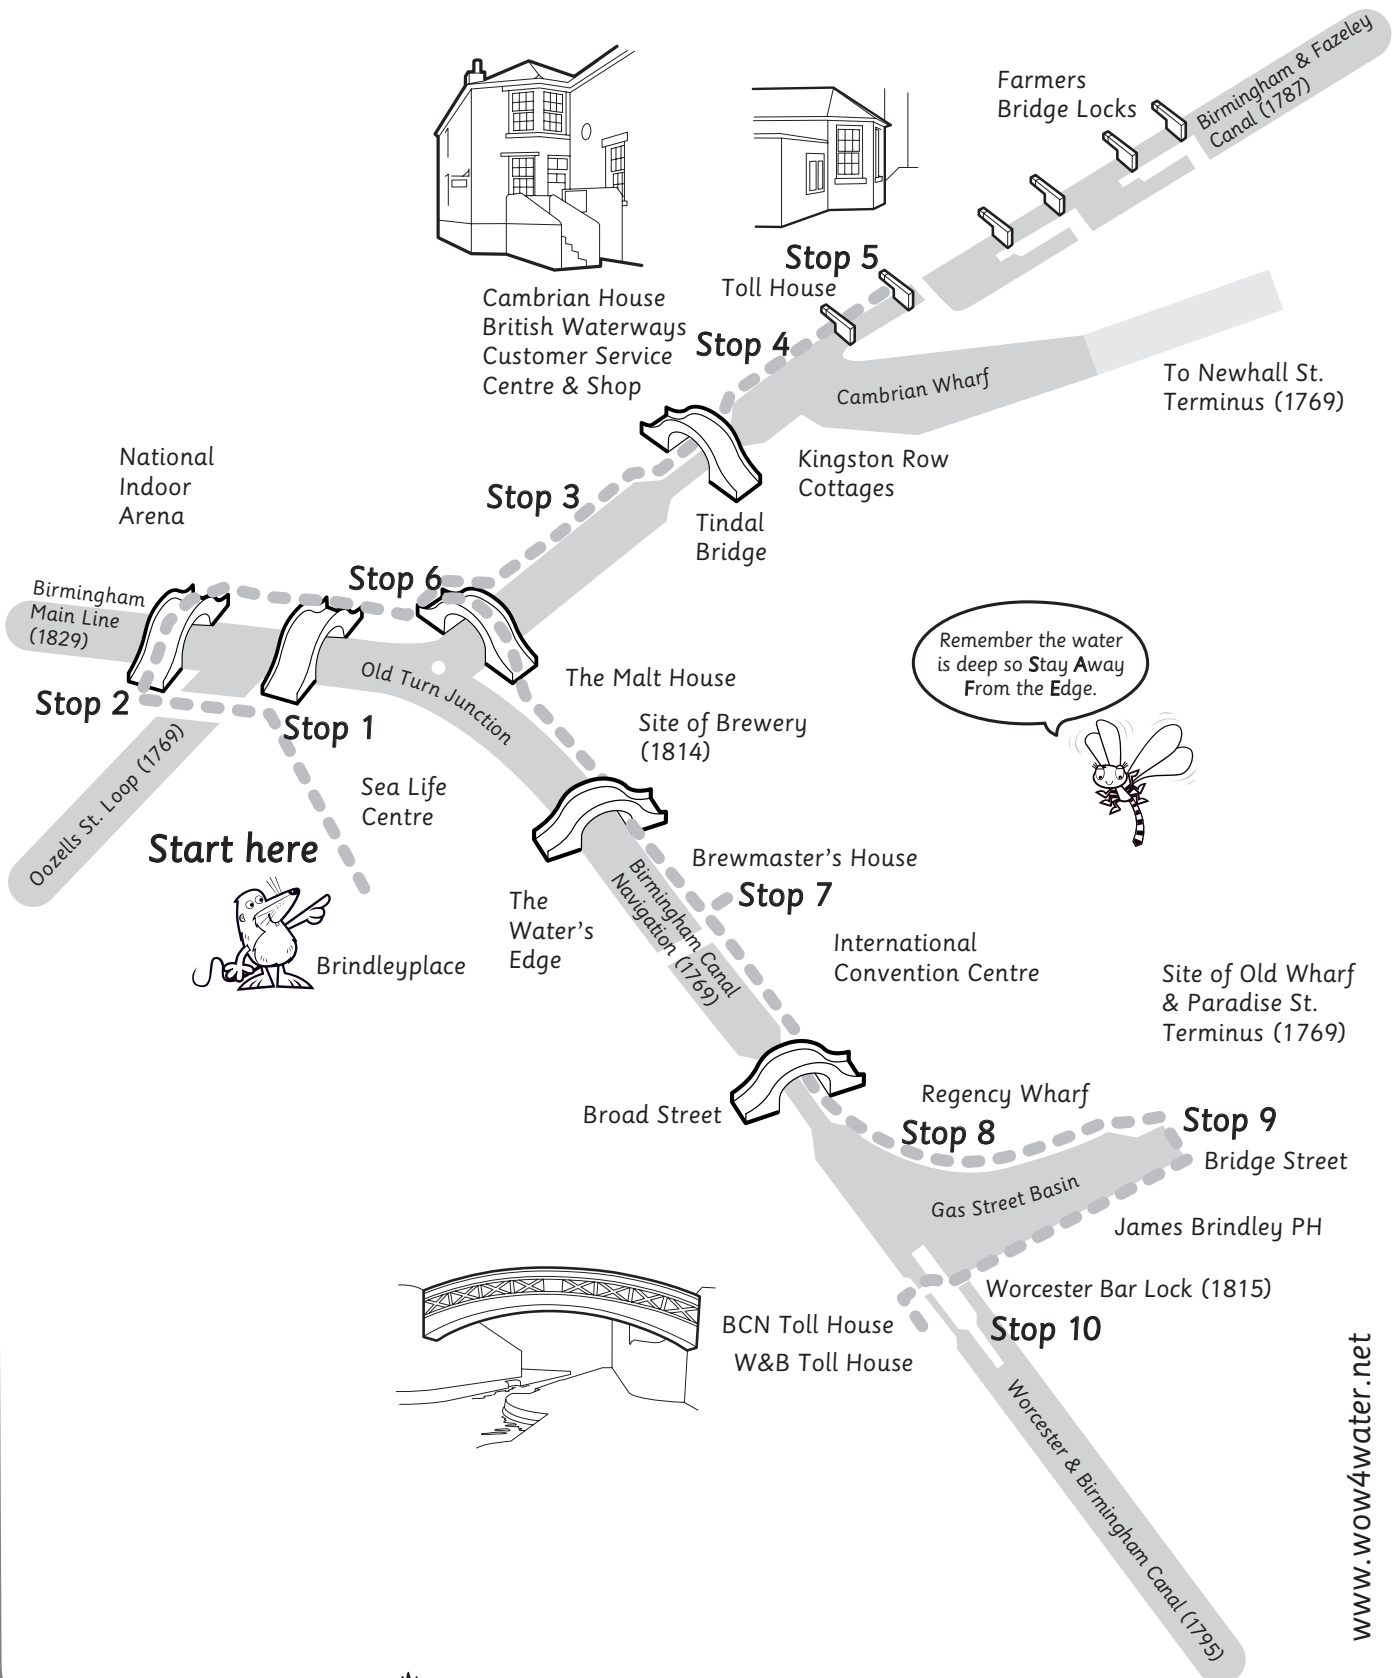 Farmers
Bridge Locks
Birmingham & Fazeley
Canal (1787)
Stop 5
Toll House
Cambrian House
British Waterways
Customer Service
Centre & Shop
Stop 4
Cambrian Wharf
To Newhall St.
Terminus (1769)
National
Indoor
Arena
Kingston Row
Cottages
Stop 3
Tindal
Bridge
Stop 6
Birmingham
Main Line
(1829)
Old Turn Junction
Remember the water
is deep so Stay Away
From the Edge.
The Malt House
Stop 2
Stop 1
Site of Brewery
(1814)
Oozells St. Loop (1769)
Sea Life
Centre
Start here
Brewmaster's House
Stop 7
Birmingham Canal
Navigation (1769)
The
Water's
Edge
Brindleyplace
International
Convention Centre
Site of Old Wharf
& Paradise St.
Terminus (1769)
Broad Street
Regency Wharf
Stop 8
Stop 9
Bridge Street
Gas Street Basin
James Brindley PH
Worcester Bar Lock (1815)
Stop 10
BCN Toll House
W&B Toll House
Worcester & Birmingham Canal (1795)
www.wow4water.net